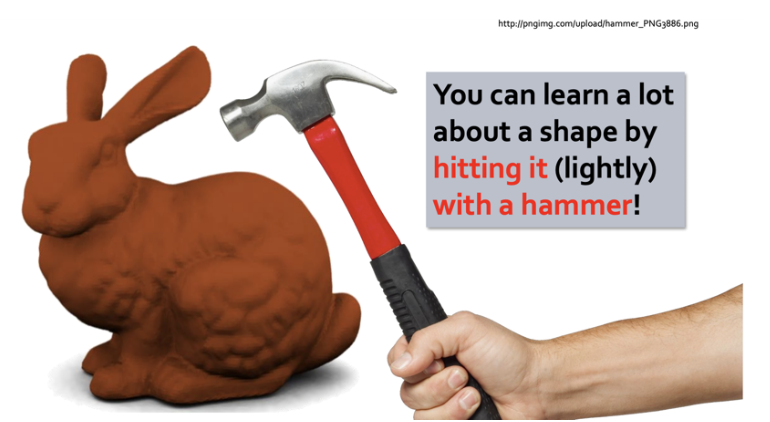 http://pngimg.com/upload/hammer_PNG3886.png
You can learn a lot
about a shape by
hitting it (lightly)
with a hammer!